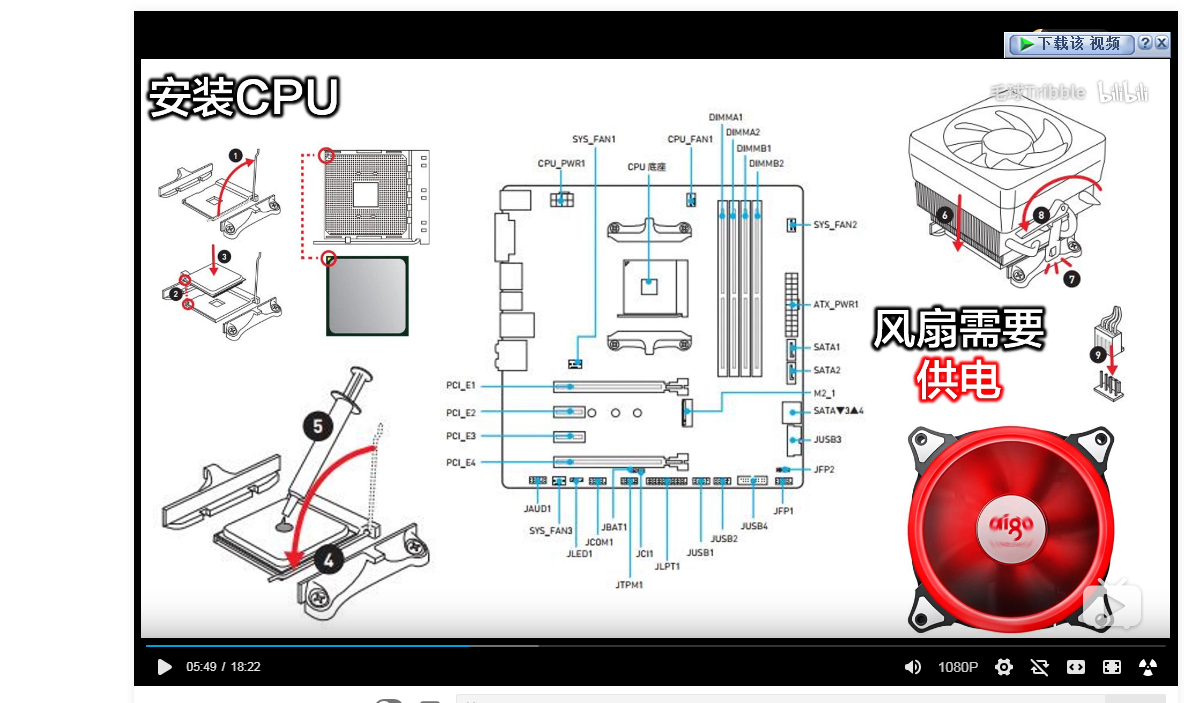 下载该 视频 ? X
安装CPU
毛球Tribble bilibili
DIMMA1
SYS_FAN1
CPU_FAN1
DIMMA2
DIMMB1
CPU_PWR1
CPU 底座
DIMMB2
1
3
2
SYS_FAN2
6
8
7
ATX_PWR1
风扇需要
供电
SATA1
SATA2
9
PCI_E1
M2_1
PCI_E2
SATA▼3▲4
PCI_E3
JUSB3
PCI_E4
JFP2
5
4
JAUD1
SYS_FAN3
JLED1
JCOM1
JBAT1
JTPM1
JCI1
JLPT1
JUSB1
JUSB2
JUSB4
JFP1
aigo
05:49 / 18:22
1080P